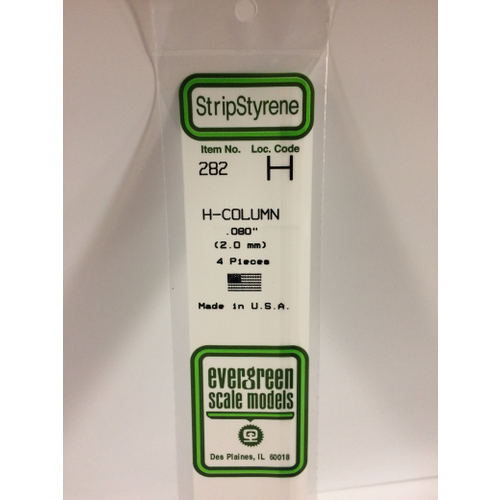 StripStyrene
Item No. Loc. Code
282 H
H-COLUMN
.080"
(2.0 mm)
4 Pieces
Made in U.S.A.
evergreen
scale models
Des Plaines, IL 60018